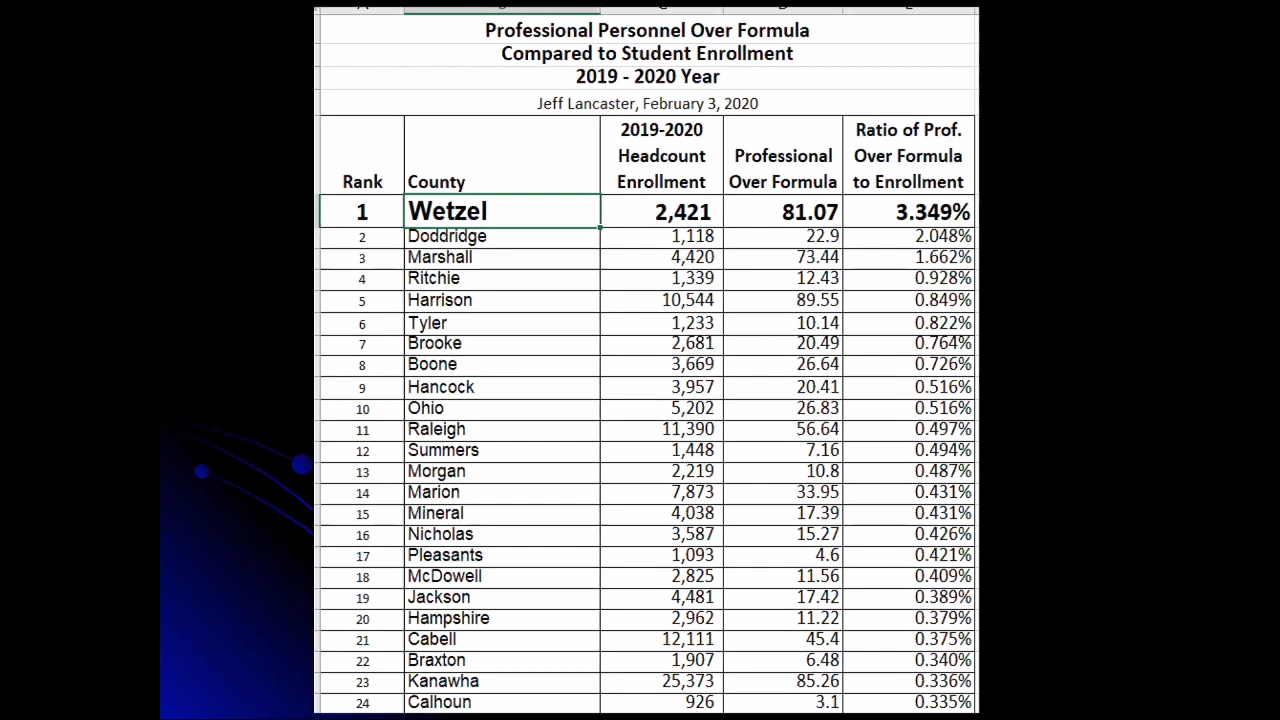 Professional Personnel Over Formula
Compared to Student Enrollment
2019 - 2020 Year
Jeff Lancaster, February 3, 2020
Rank County 2019-2020 Headcount Enrollment Professional Over Formula Ratio of Prof. Over Formula to Enrollment
1 Wetzel 2,421 81.07 3.349%
2 Doddridge 1,118 22.9 2.048%
3 Marshall 4,420 73.44 1.662%
4 Ritchie 1,339 12.43 0.928%
5 Harrison 10,544 89.55 0.849%
6 Tyler 1,233 10.14 0.822%
7 Brooke 2,681 20.49 0.764%
8 Boone 3,669 26.64 0.726%
9 Hancock 3,957 20.41 0.516%
10 Ohio 5,202 26.83 0.516%
11 Raleigh 11,390 56.64 0.497%
12 Summers 1,448 7.16 0.494%
13 Morgan 2,219 10.8 0.487%
14 Marion 7,873 33.95 0.431%
15 Mineral 4,038 17.39 0.431%
16 Nicholas 3,587 15.27 0.426%
17 Pleasants 1,093 4.6 0.421%
18 McDowell 2,825 11.56 0.409%
19 Jackson 4,481 17.42 0.389%
20 Hampshire 2,962 11.22 0.379%
21 Cabell 12,111 45.4 0.375%
22 Braxton 1,907 6.48 0.340%
23 Kanawha 25,373 85.26 0.336%
24 Calhoun 926 3.1 0.335%